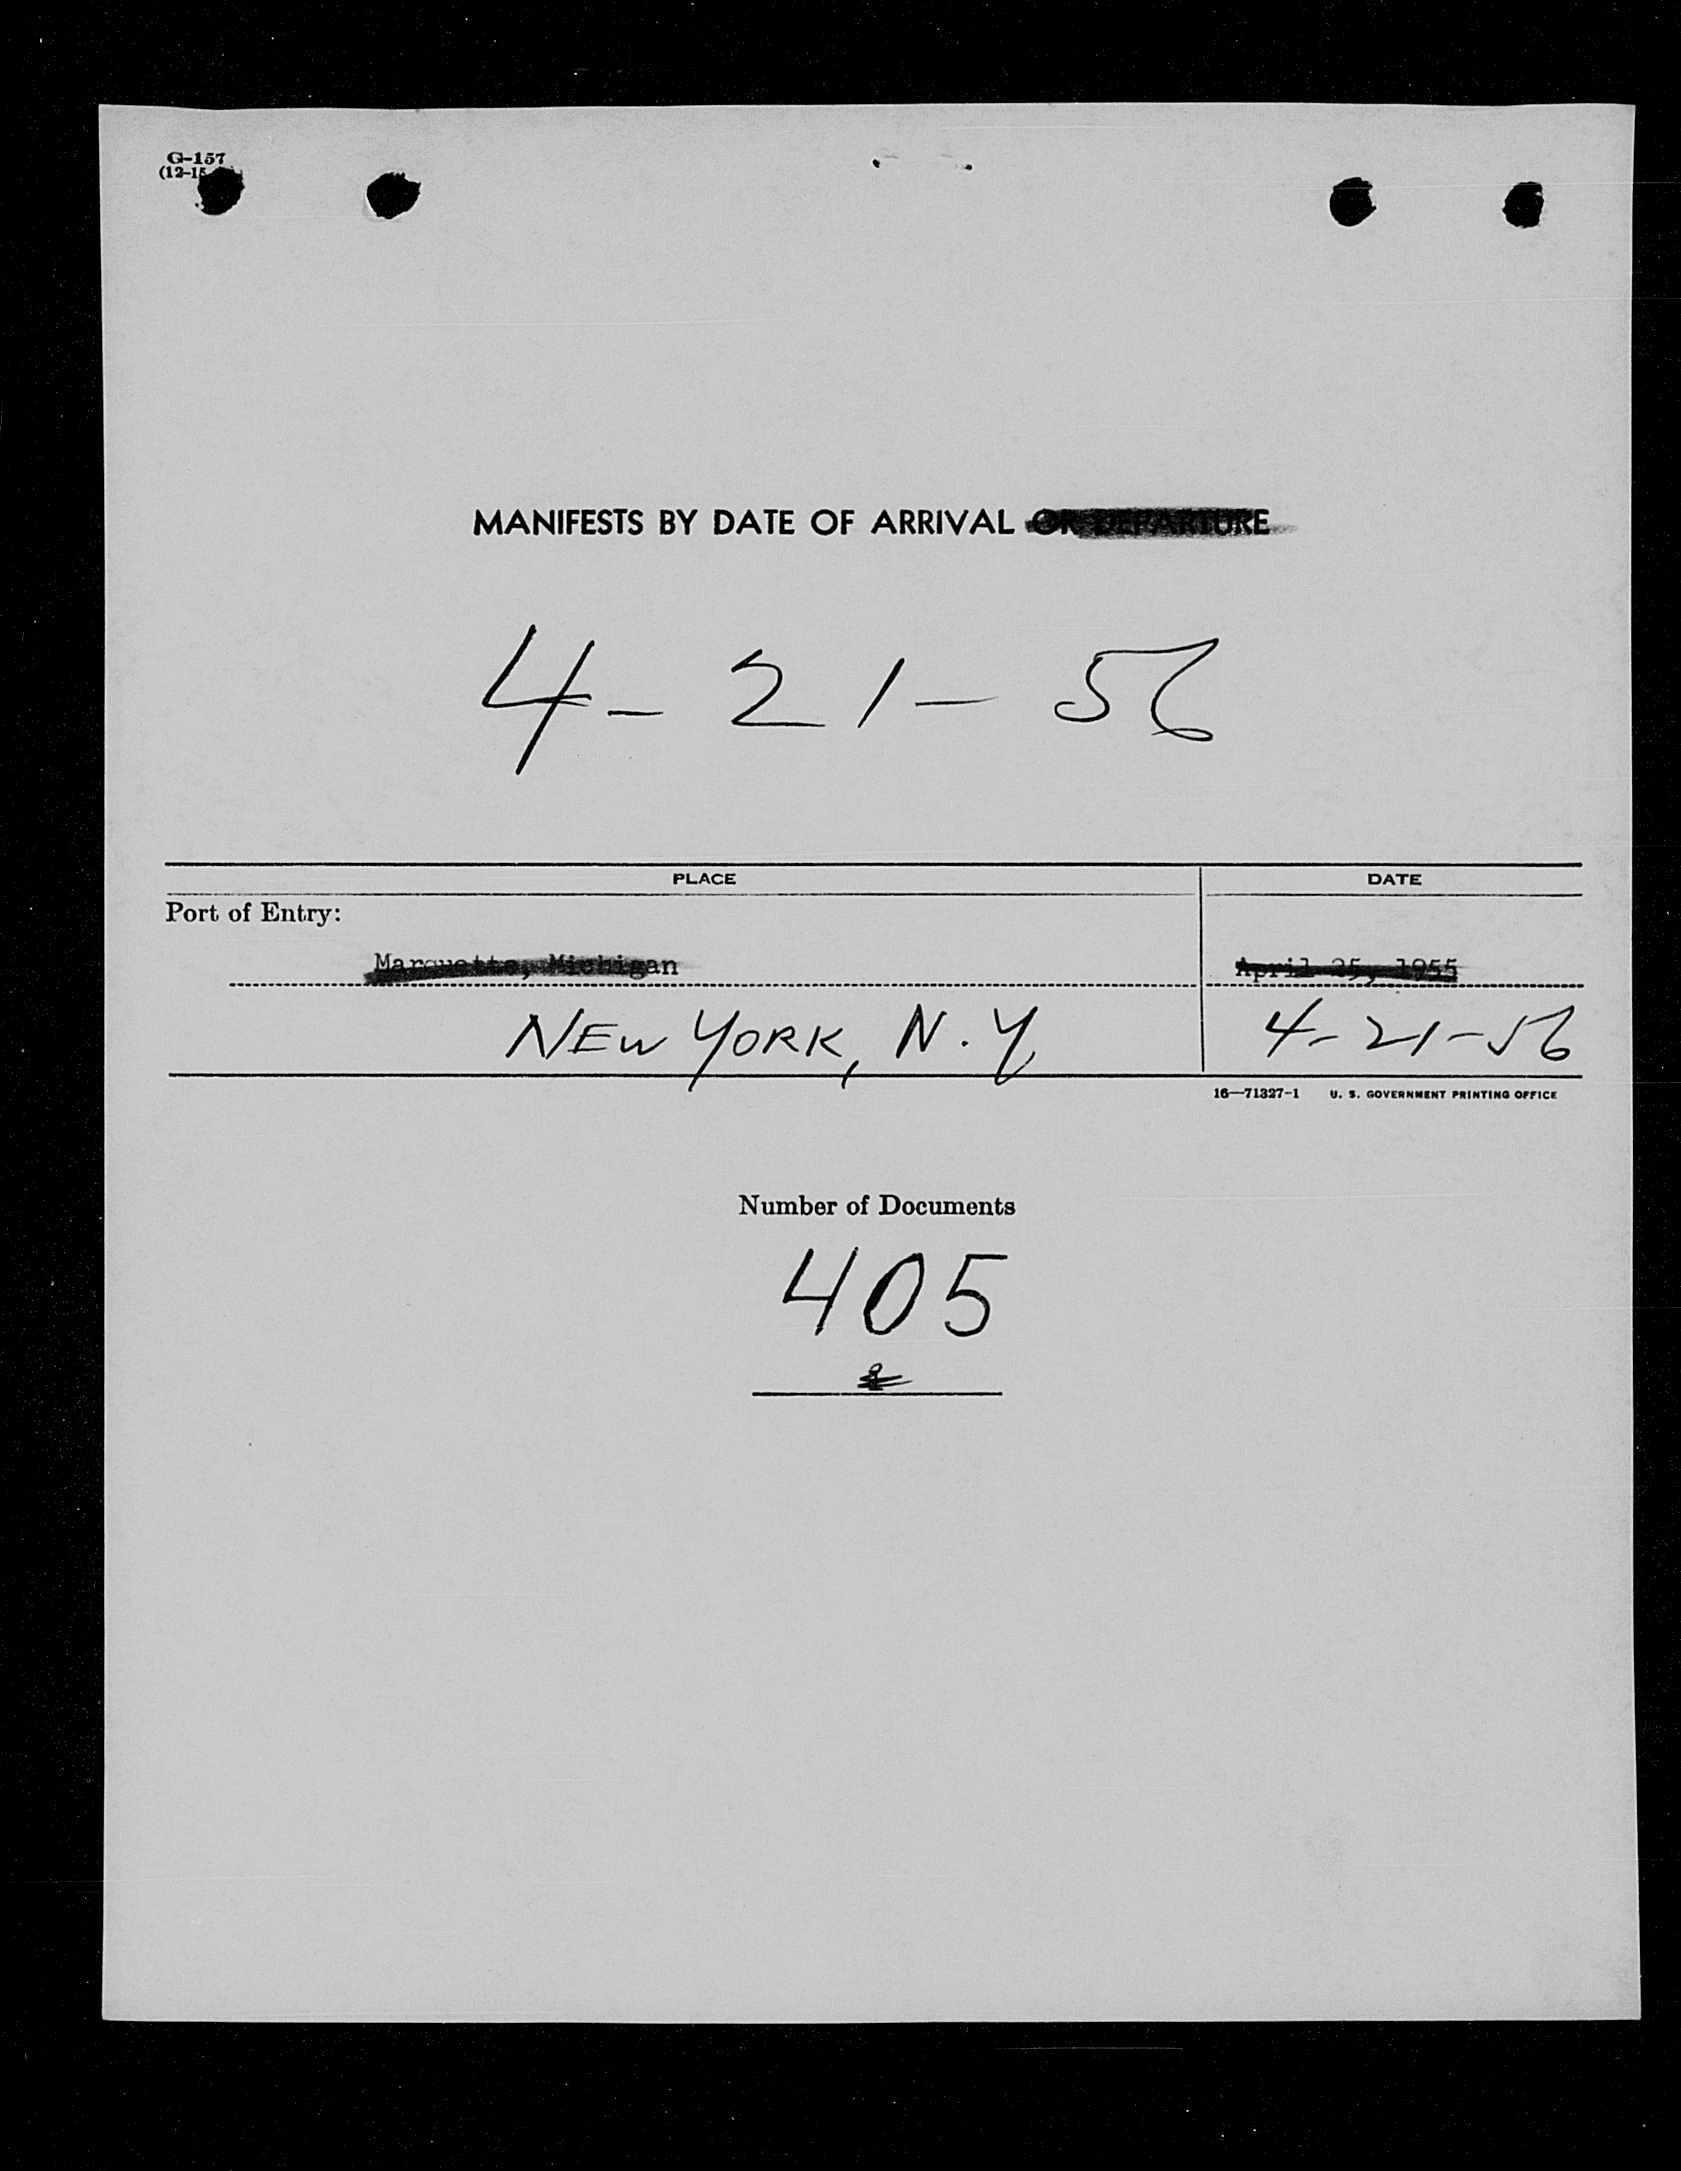 G-157
(12-15
MANIFESTS BY DATE OF ARRIVAL OR DEPARTURE
4-21-56
PLACE DATE
Port of Entry:
Marquette, Michigan April 25, 1955
NEW YORK, N.Y. 4-21-56
16—71327-1 U. S. GOVERNMENT PRINTING OFFICE
Number of Documents
405